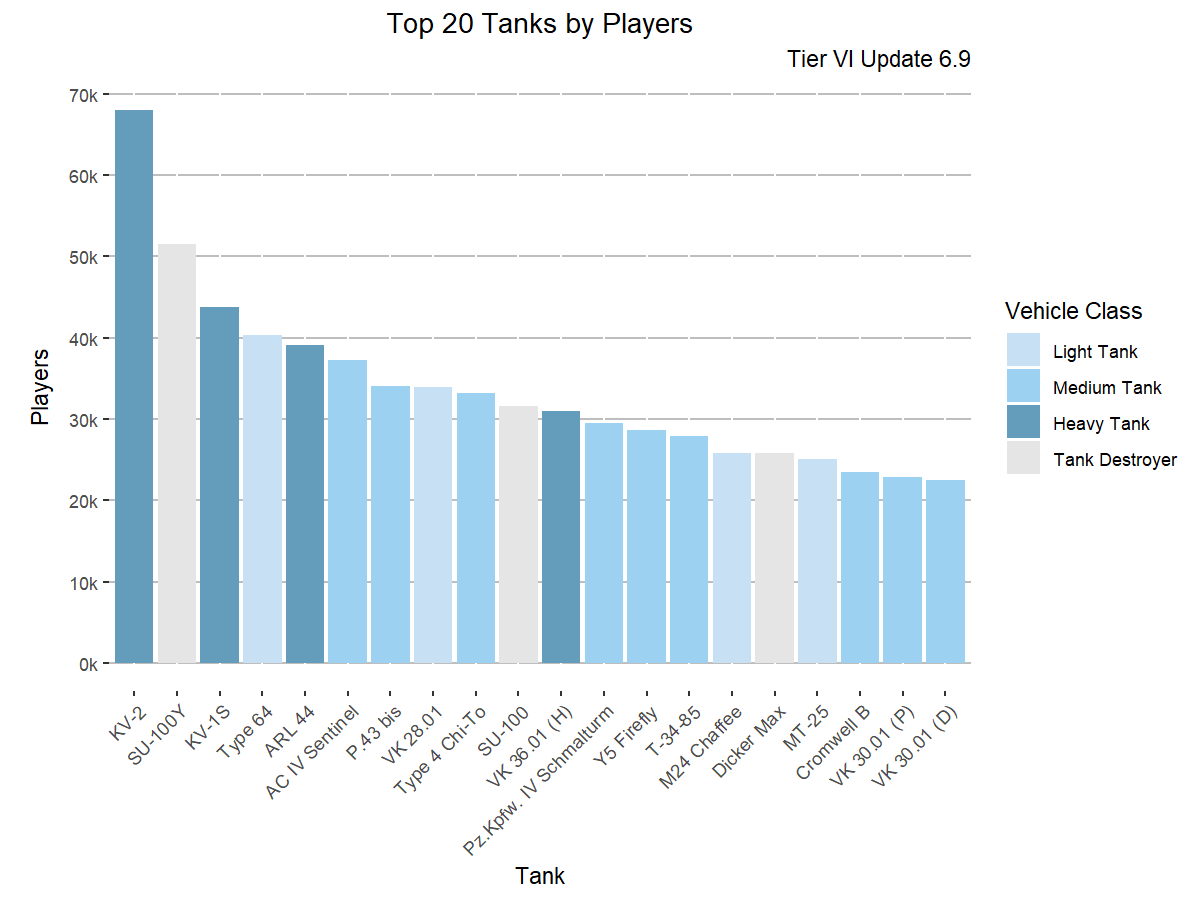 Top 20 Tanks by Players
Tier VI Update 6.9
70k
60k
50k
40k
30k
20k
10k
0k
Players
KV-2
SU-100Y
KV-1S
Type 64
ARL 44
AC IV Sentinel
P.43 bis
VK 28.01
Type 4 Chi-To
SU-100
VK 36.01 (H)
Pz.Kpfw. IV Schmalturm
Y5 Firefly
T-34-85
M24 Chaffee
Dicker Max
MT-25
Cromwell B
VK 30.01 (P)
VK 30.01 (D)
Tank
Vehicle Class
Light Tank
Medium Tank
Heavy Tank
Tank Destroyer